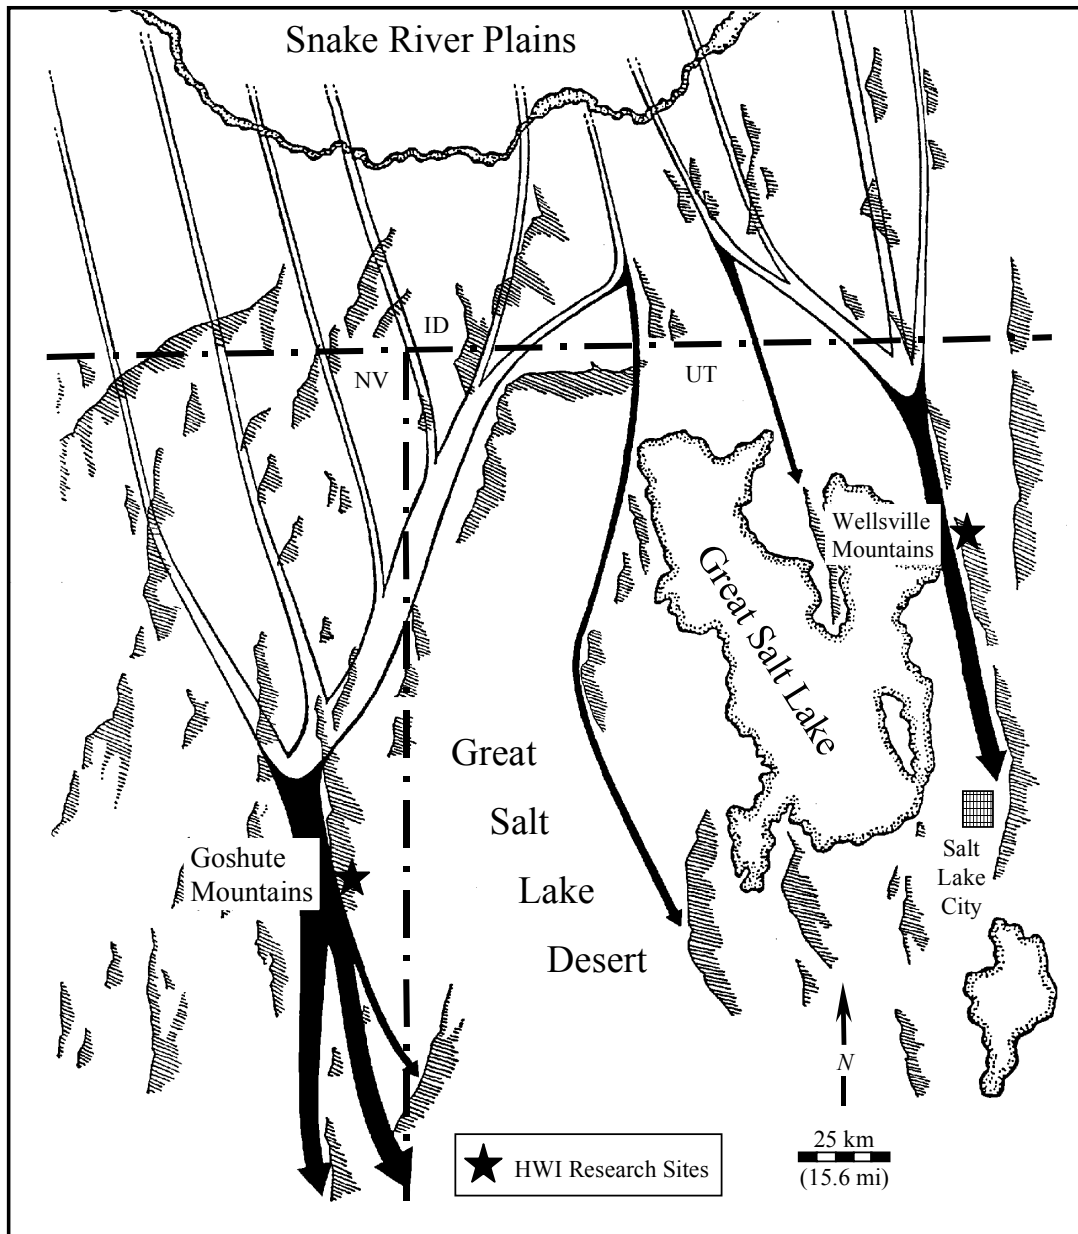 Snake River Plains
ID
NV
UT
Wellsville
Mountains
Great Salt Lake
Great
Salt
Lake
Desert
Goshute
Mountains
Salt
Lake
City
N
25 km
(15.6 mi)
HWI Research Sites